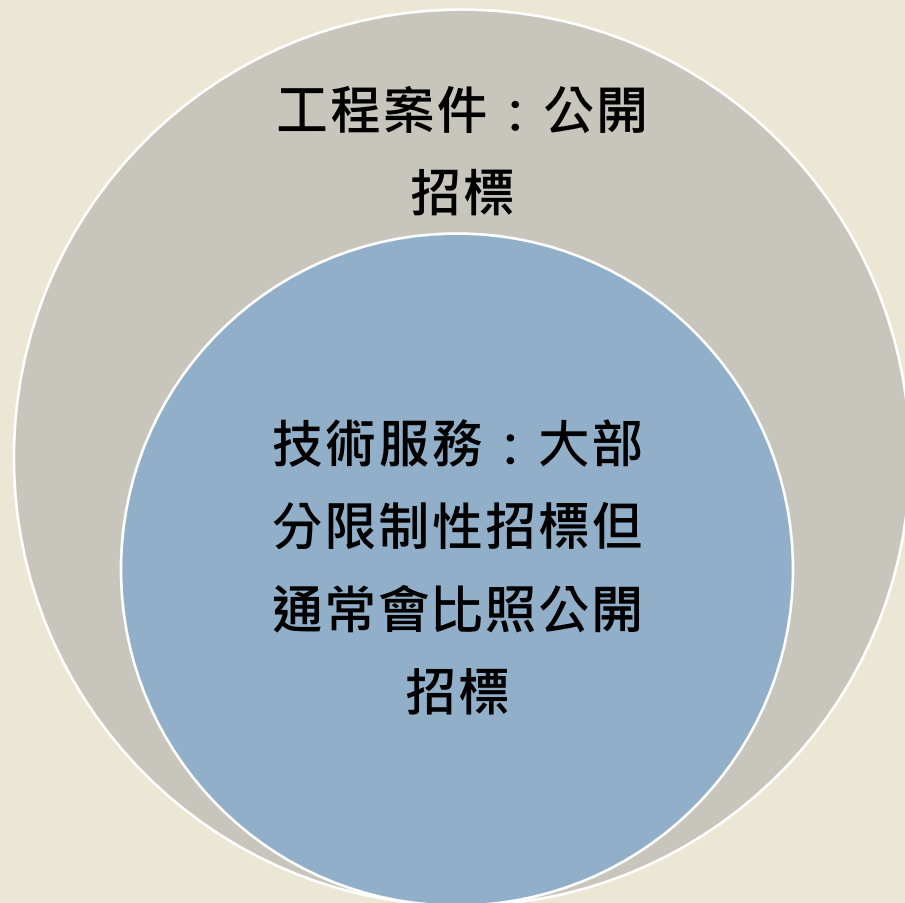 工程案件：公開
招標
技術服務：大部
分限制性招標但
通常會比照公開
招標